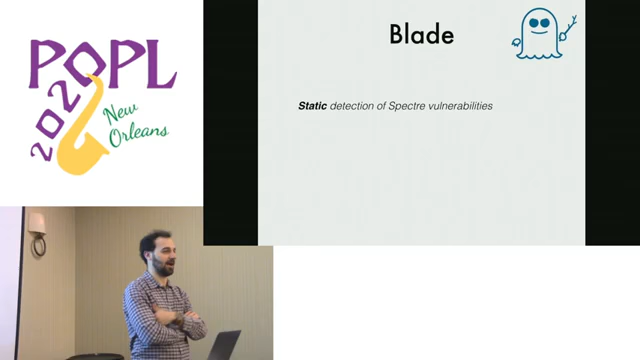 POPL
2020
New
Orleans
Blade
Static detection of Spectre vulnerabilities